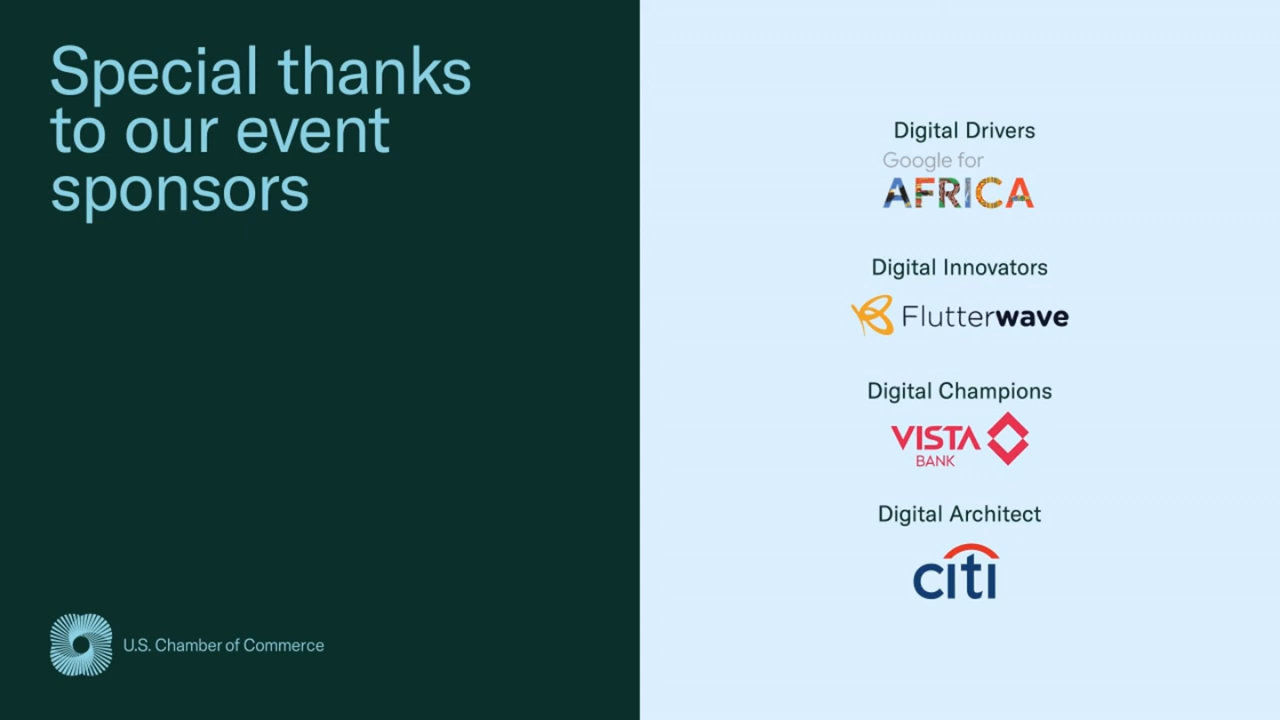 Special thanks
to our event
sponsors
U.S. Chamber of Commerce
Digital Drivers
Google for
AFRICA
Digital Innovators
Flutterwave
Digital Champions
VISTA
BANK
Digital Architect
citi